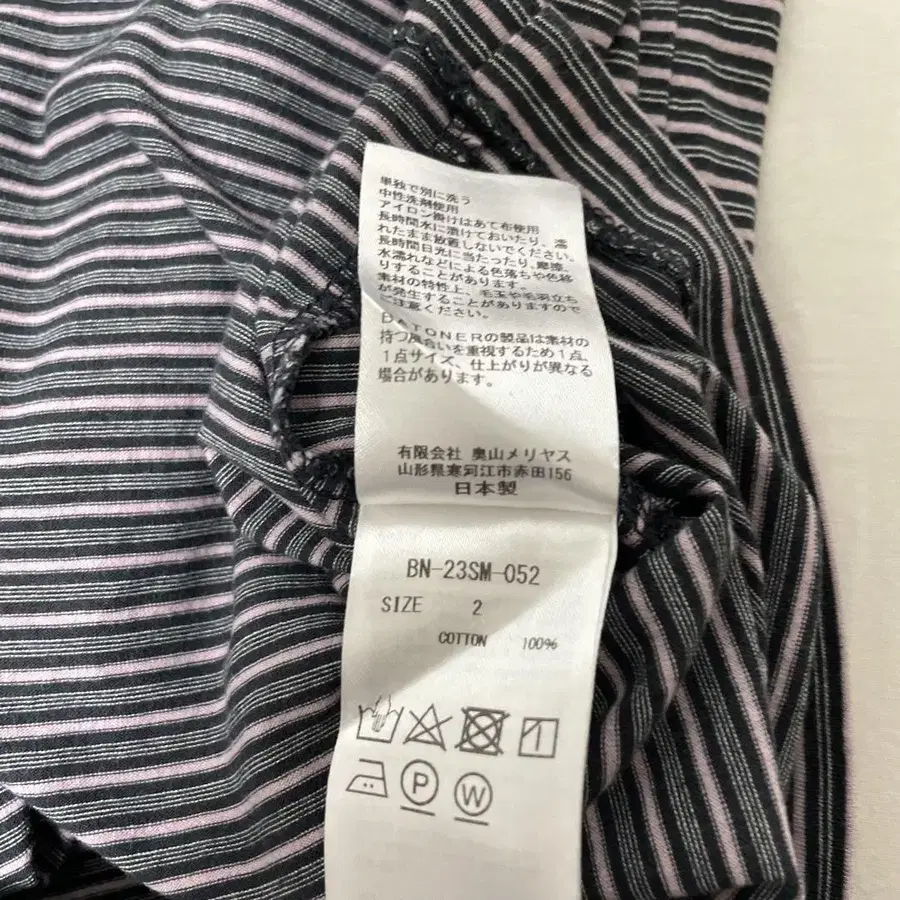 単独で別に洗う
中性洗剤使用
アイロン掛けはあて布使用
長時間水に漬けておいたり、濡
れたまま放置しないでください。
長時間日光に当たったり、摩擦
水濡れなどによる色落ちや色移
りすることがあります。
素材の特性上、毛玉や毛羽立ち
が発生することがありますので
ご注意ください。
BATONERの製品は素材の
持つ風合いを重視するため1点
1点サイズ、仕上がりが異なる
場合があります。
有限会社 奥山メリヤス
山形県寒河江市赤田156
日本製
BN-23SM-052
SIZE 2
COTTON 100%
P
W